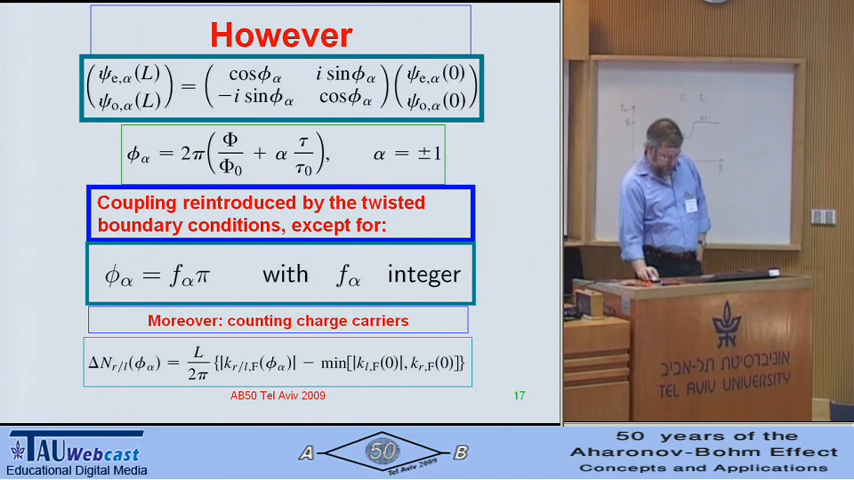 However
(ψe,α(L) ψo,α(L)) = (cosϕα i sinϕα −i sinϕα cosϕα) (ψe,α(0) ψo,α(0))
ϕα = 2π(Φ/Φ0 + α τ/τ0), α = ±1
Coupling reintroduced by the twisted
boundary conditions, except for:
ϕα = fαπ with fα integer
Moreover: counting charge carriers
ΔNr/l(ϕα) = L/2π {|kr/l,F(ϕα)| − min[|kl,F(0)|, kr,F(0)]}
AB50 Tel Aviv 2009
17
אוניברסיטת תל-אביב
TEL AVIV UNIVERSITY
TAU Webcast
Educational Digital Media
A 50 B
Tel Aviv 2009
50 years of the
Aharonov-Bohm Effect
Concepts and Applications